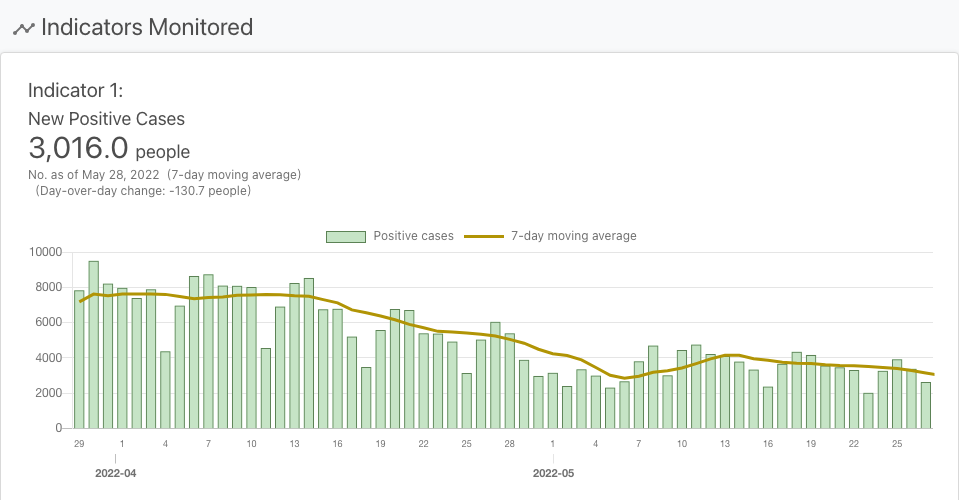 Indicators Monitored
Indicator 1:
New Positive Cases
3,016.0 people
No. as of May 28, 2022 (7-day moving average)
(Day-over-day change: -130.7 people)
Positive cases 7-day moving average
10000
8000
6000
4000
2000
0
29 1 4 7 10 13 16 19 22 25 28 1 4 7 10 13 16 19 22 25
2022-04 2022-05